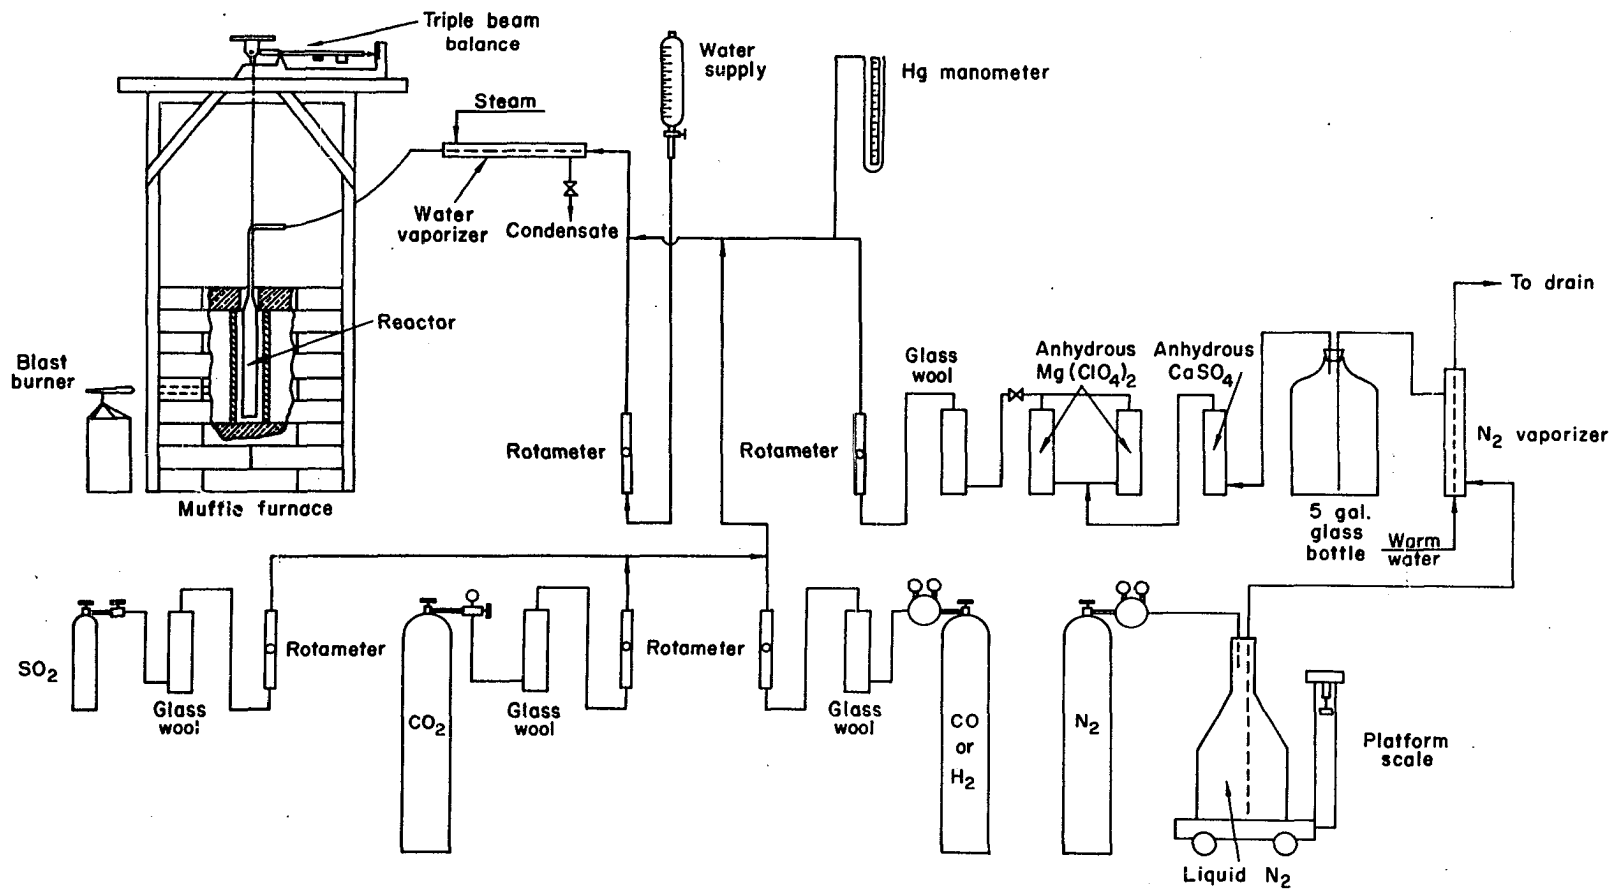 Triple beam
balance
Water
supply
Hg manometer
Steam
Water
vaporizer
Condensate
To drain
Reactor
Blast
burner
Glass
wool
Anhydrous
Mg(ClO4)2
Anhydrous
CaSO4
Rotameter
Rotameter
N2 vaporizer
Muffle furnace
5 gal.
glass
bottle
Warm
water
SO2
Rotameter
Rotameter
Glass
wool
CO2
Glass
wool
Glass
wool
CO
or
H2
N2
Platform
scale
Liquid N2